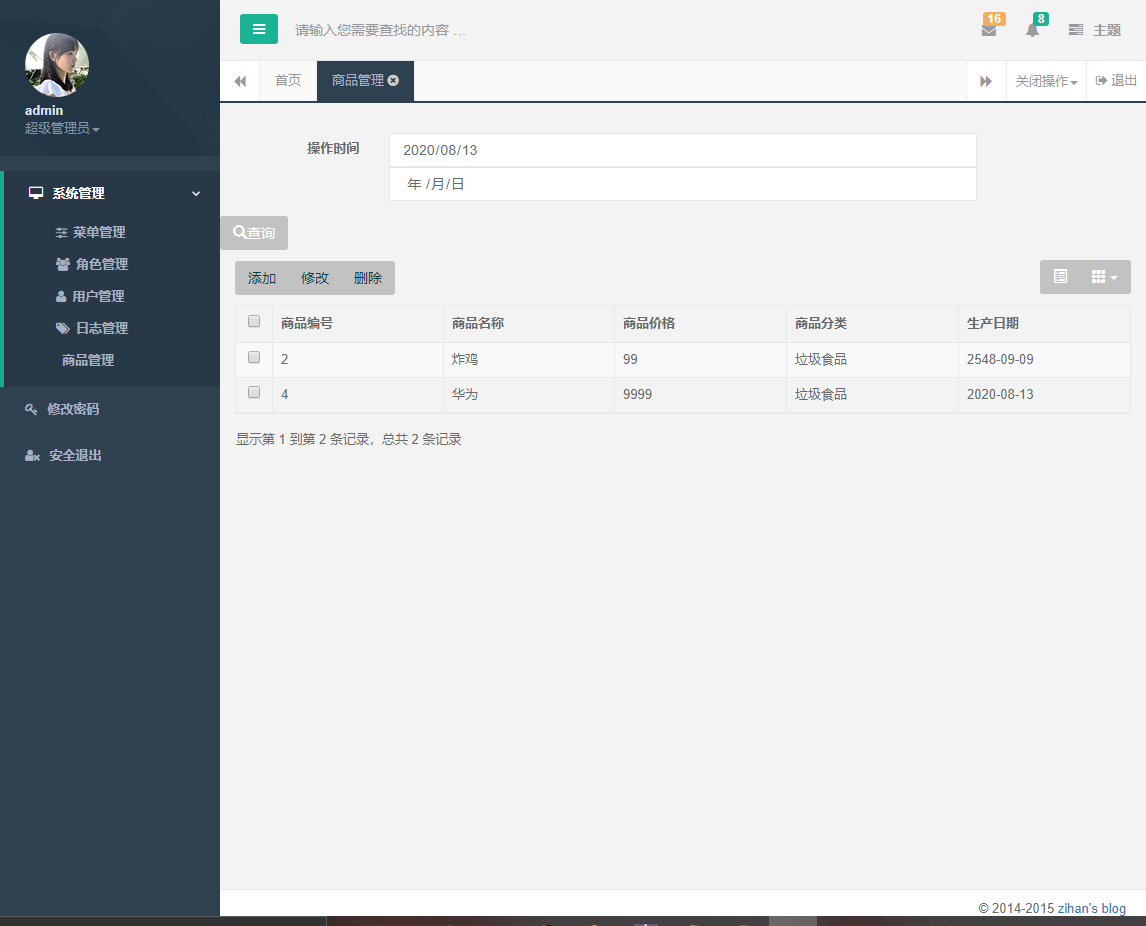 admin
超级管理员
系统管理
菜单管理
角色管理
用户管理
日志管理
商品管理
修改密码
安全退出
请输入您需要查找的内容 …
16
8
主题
首页
商品管理
关闭操作
退出
操作时间
2020/08/13
年 /月/日
查询
添加 修改 删除
商品编号 商品名称 商品价格 商品分类 生产日期
2 炸鸡 99 垃圾食品 2548-09-09
4 华为 9999 垃圾食品 2020-08-13
显示第 1 到第 2 条记录，总共 2 条记录
© 2014-2015 zihan's blog